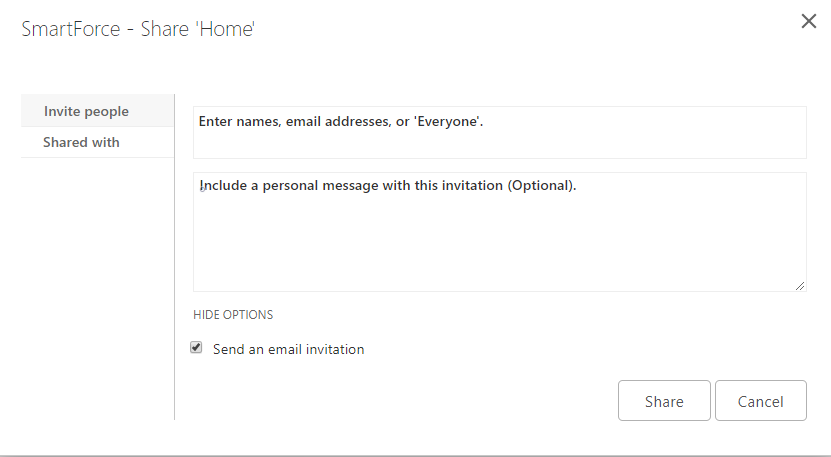 SmartForce - Share 'Home'
Invite people
Shared with
Enter names, email addresses, or 'Everyone'.
Include a personal message with this invitation (Optional).
HIDE OPTIONS
Send an email invitation
Share
Cancel